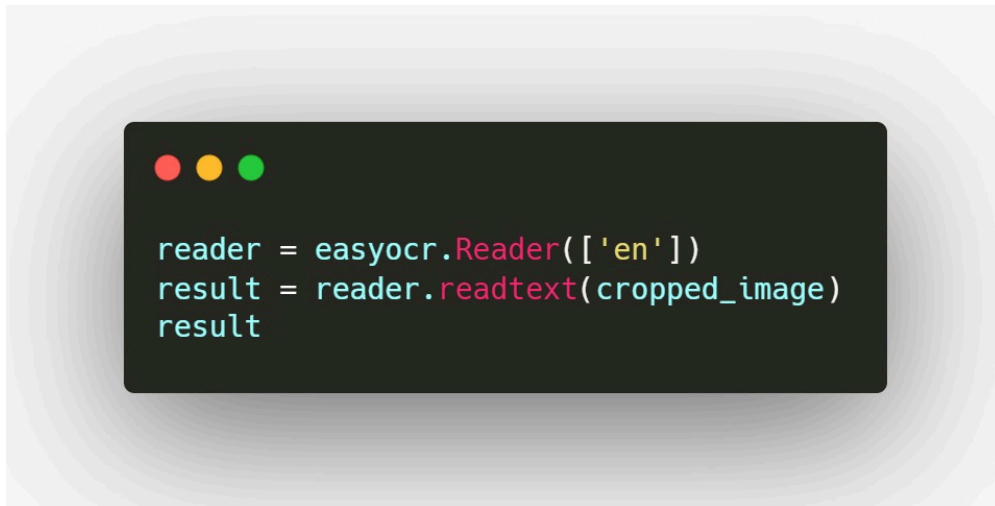 reader = easyocr.Reader(['en'])
result = reader.readtext(cropped_image)
result